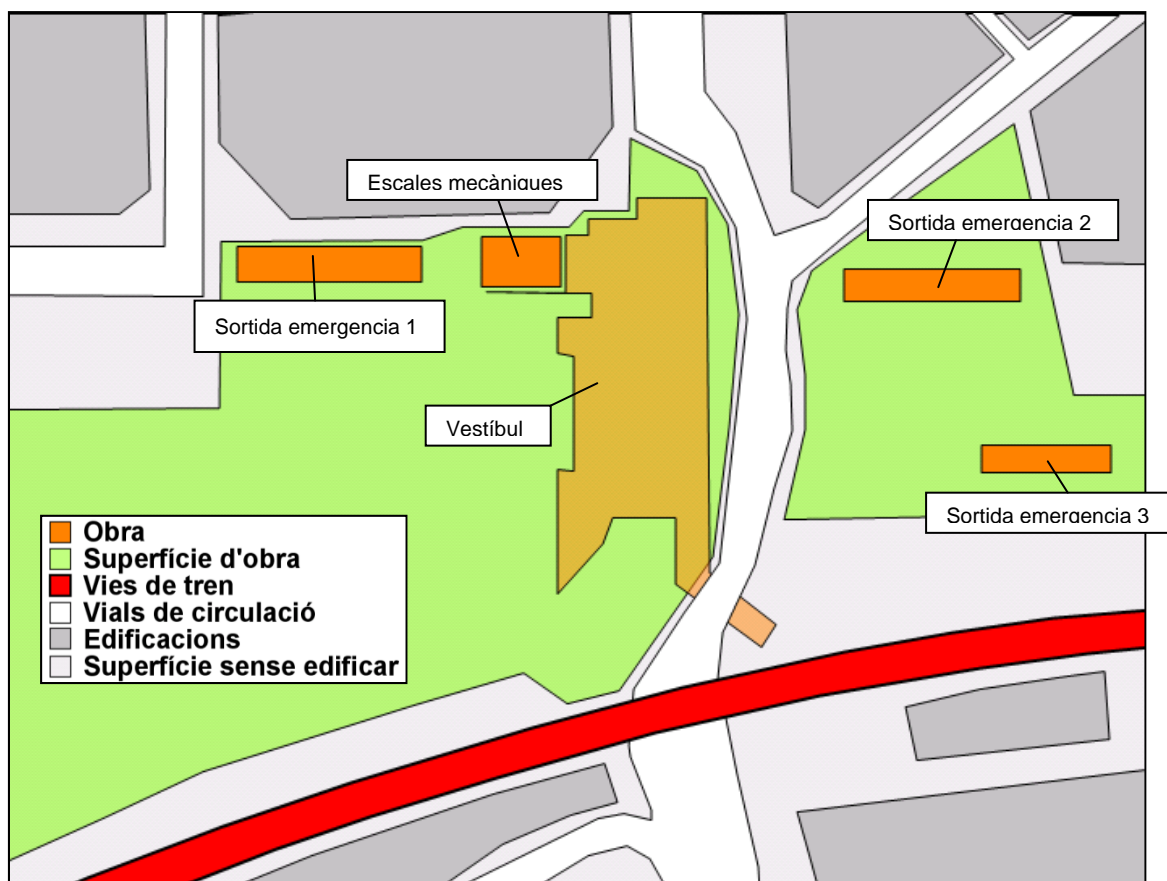 Escales mecàniques
Sortida emergencia 2
Sortida emergencia 1
Vestíbul
Sortida emergencia 3
Obra
Superfície d'obra
Vies de tren
Vials de circulació
Edificacions
Superfície sense edificar